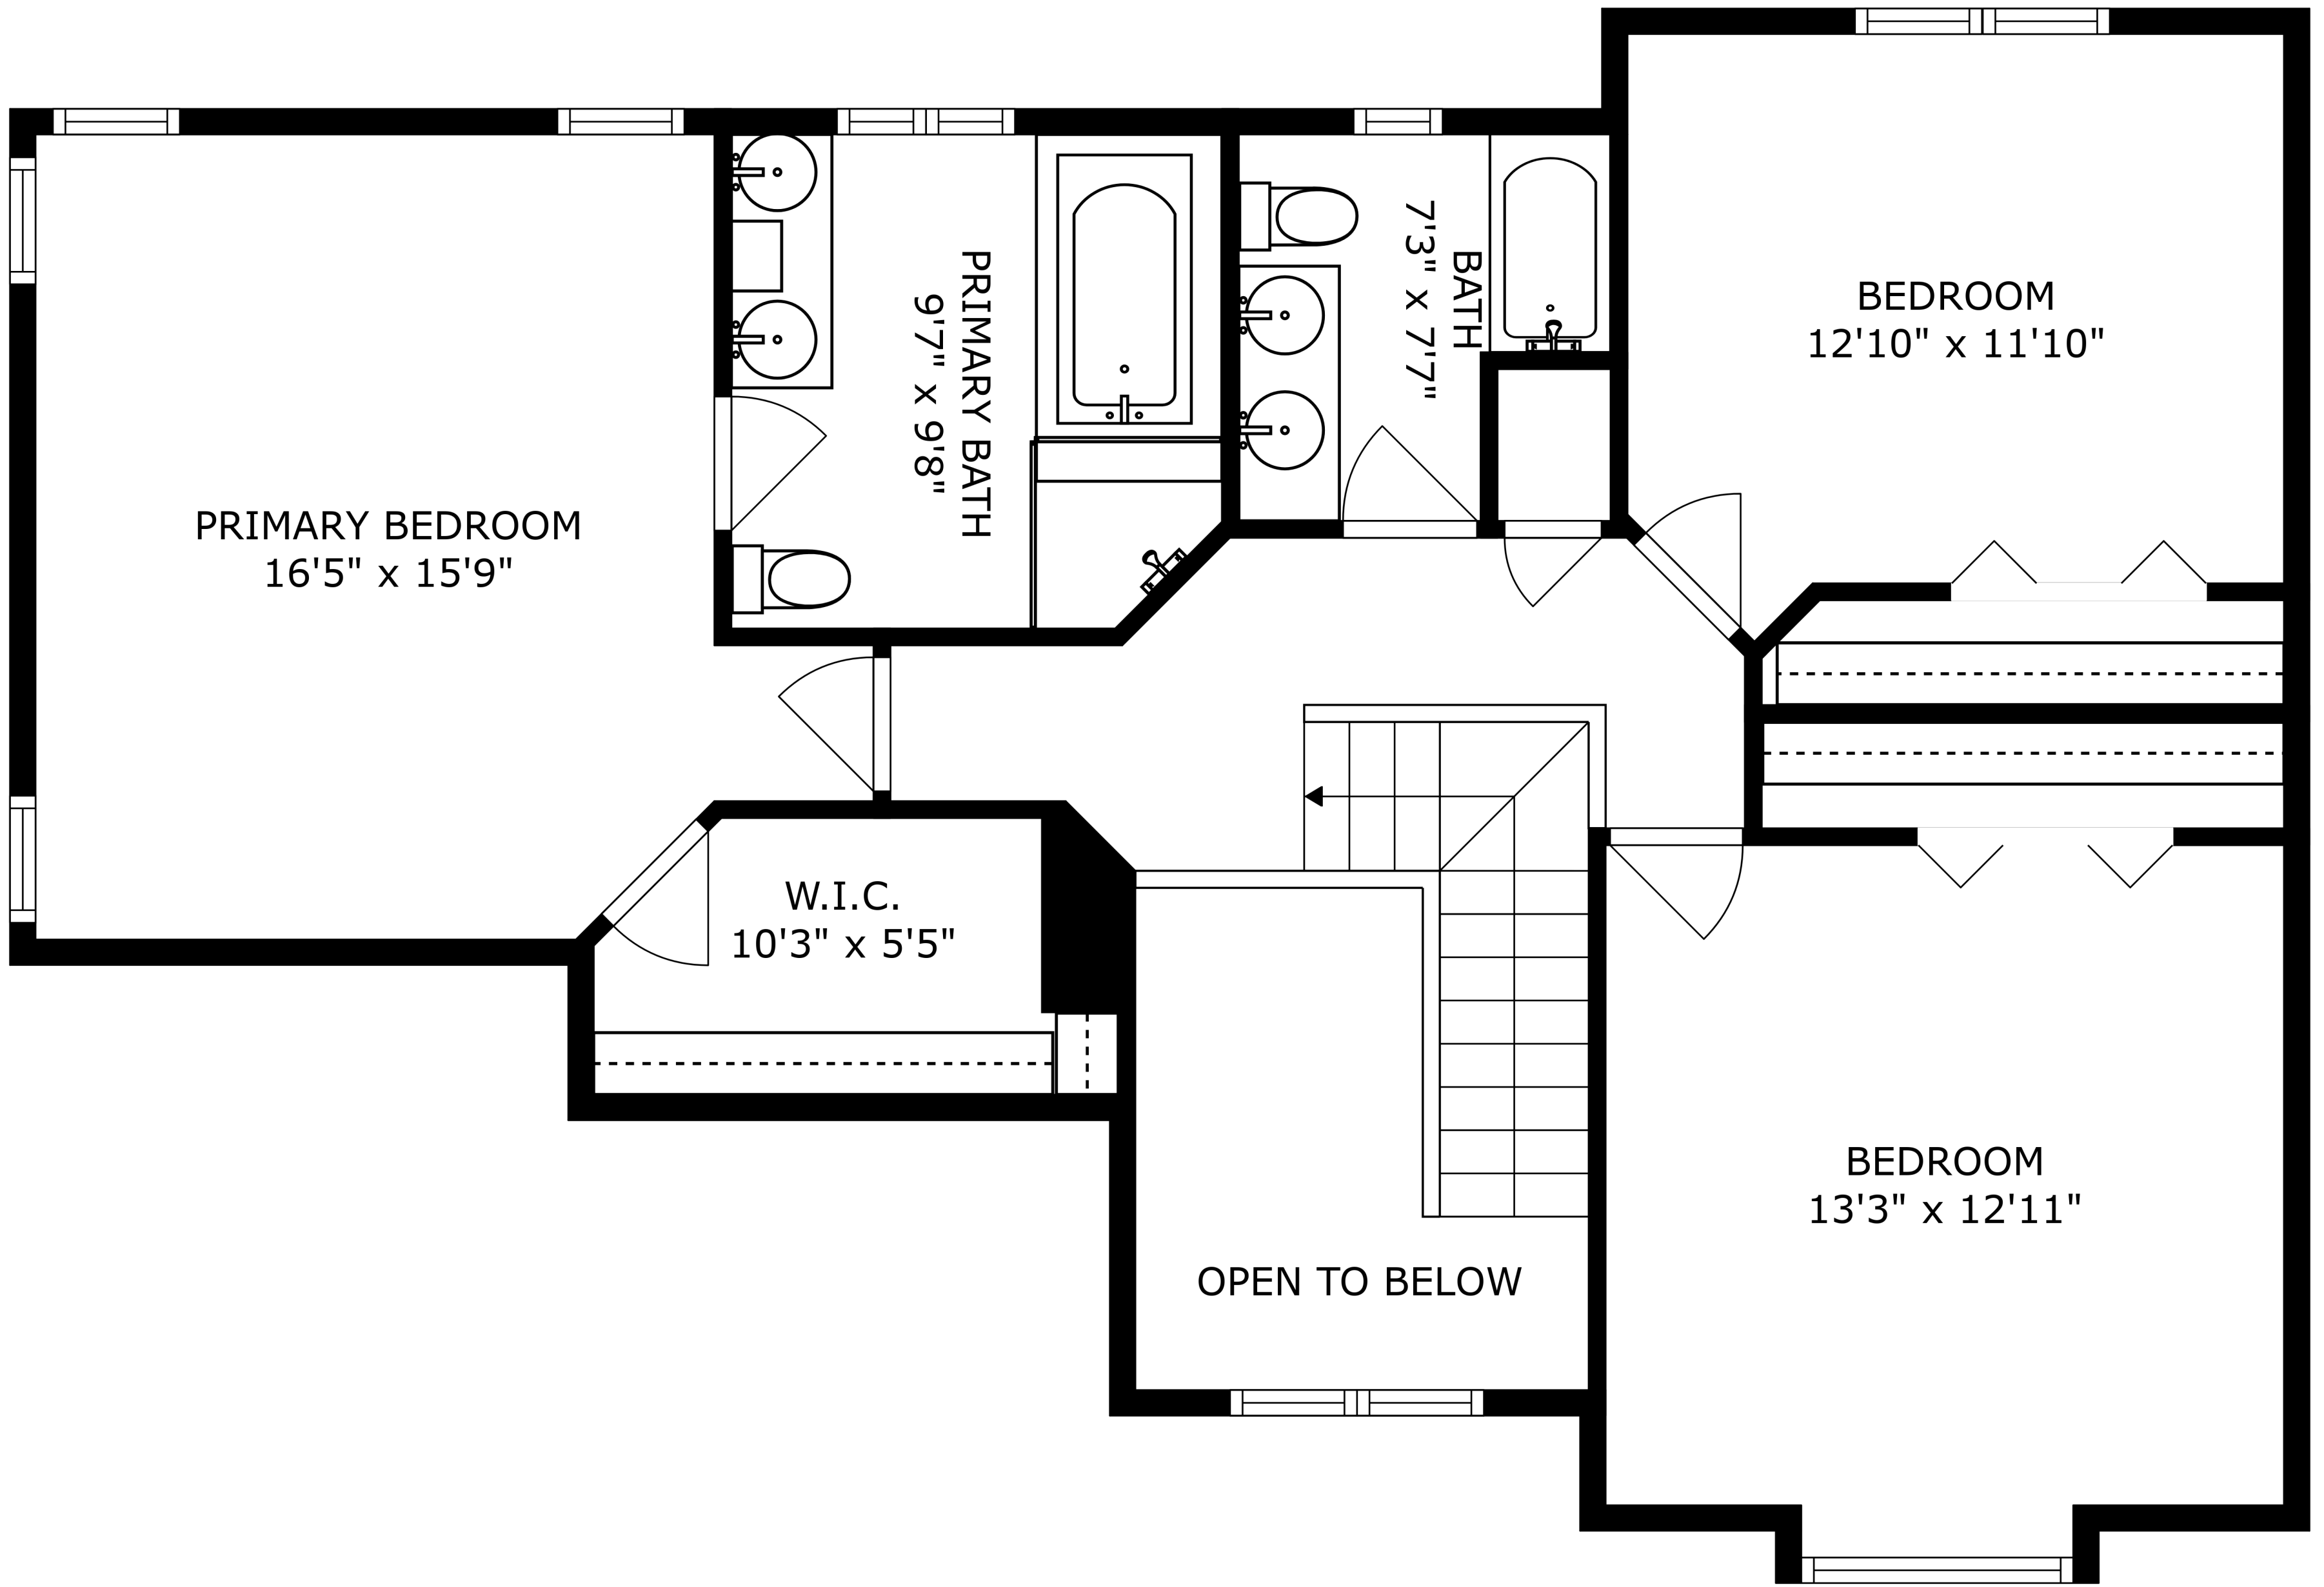 PRIMARY BEDROOM
16'5" x 15'9"
PRIMARY BATH
9'7" x 9'8"
BATH
7'3" x 7'7"
BEDROOM
12'10" x 11'10"
W.I.C.
10'3" x 5'5"
BEDROOM
13'3" x 12'11"
OPEN TO BELOW